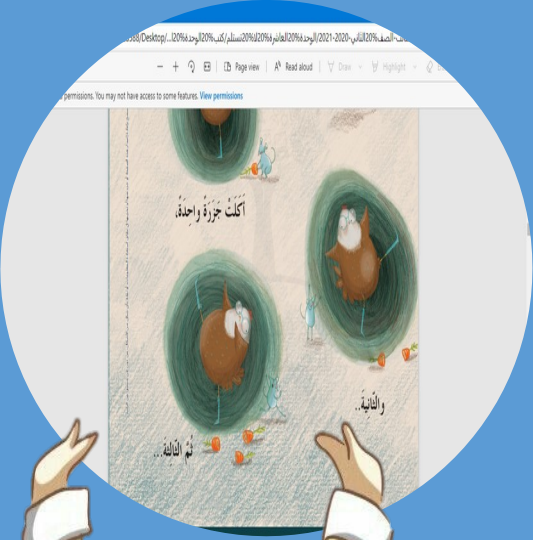 Page view
Read aloud
Draw
Highlight
permissions. You may not have access to some features. View permissions
أَكَلَتْ جَزَرَةً واحِدَةً،
والثّانِيَةَ..
ثُمَّ الثّالِثَةَ...